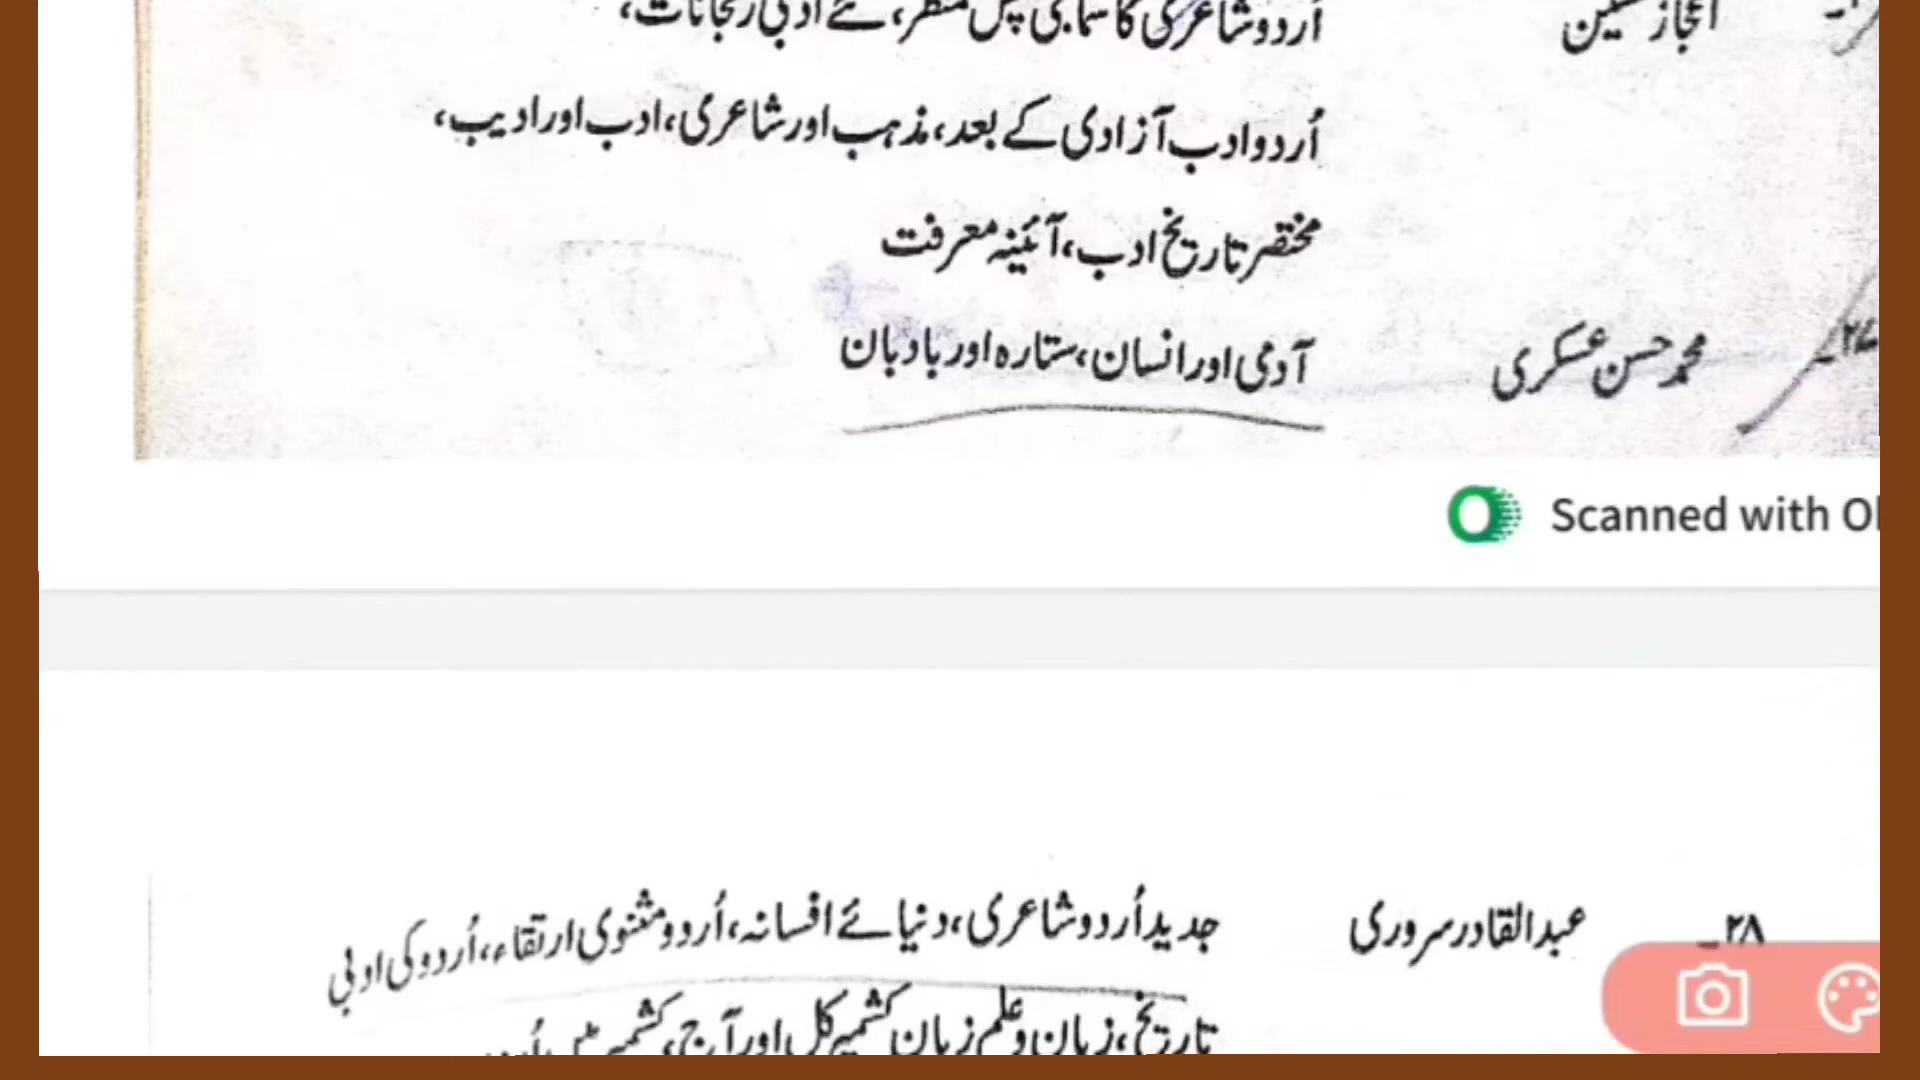 اعجاز حسین اُردو شاعری کا سماجی پس منظر، نئے ادبی رجحانات،
اُردو ادب آزادی کے بعد، مذہب اور شاعری، ادب اور ادیب،
مختصر تاریخ ادب، آئینہ معرفت
۲۷۔ محمد حسن عسکری آدمی اور انسان، ستارہ اور بادبان
Scanned with
۲۸۔ عبدالقادر سروری جدید اُردو شاعری، دنیائے افسانہ، اُردو مثنوی ارتقاء، اُردو کی ادبی
تاریخ، زبان و علم زبان کشمیر کل اور آج، کشمیر میں